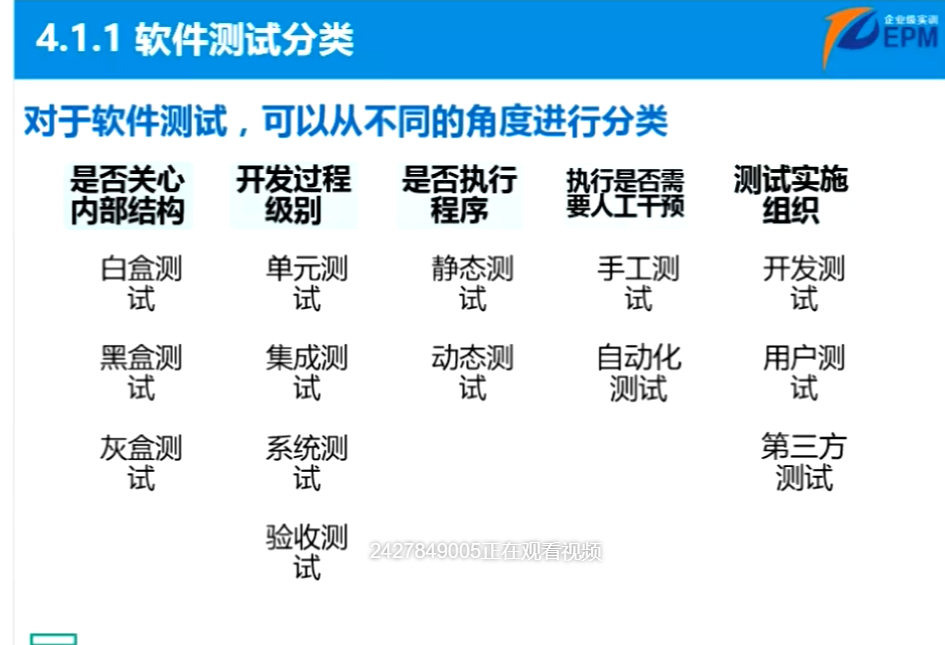 4.1.1 软件测试分类
企业级实训
EPM
对于软件测试，可以从不同的角度进行分类
是否关心
内部结构
白盒测
试
黑盒测
试
灰盒测
试
开发过程
级别
单元测
试
集成测
试
系统测
试
验收测
试
是否执行
程序
静态测
试
动态测
试
执行是否需
要人工干预
手工测
试
自动化
测试
测试实施
组织
开发测
试
用户测
试
第三方
测试
2427849005正在观看视频